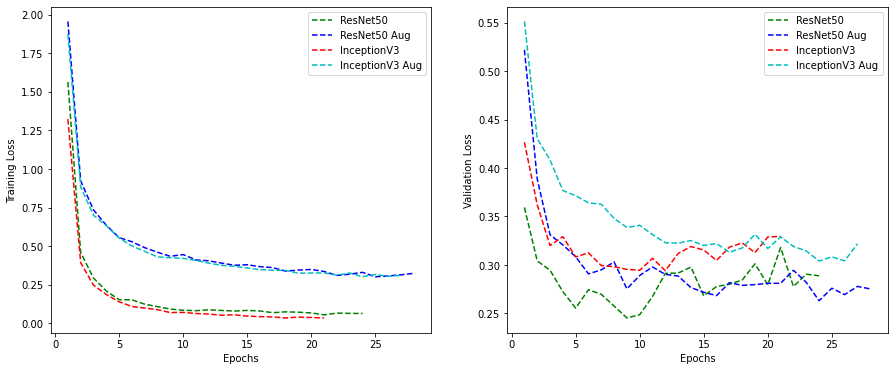 2.00
1.75
1.50
1.25
1.00
0.75
0.50
0.25
0.00
Training Loss
0
5
10
15
20
25
Epochs
ResNet50
ResNet50 Aug
InceptionV3
InceptionV3 Aug
0.55
0.50
0.45
0.40
0.35
0.30
0.25
Validation Loss
0
5
10
15
20
25
Epochs
ResNet50
ResNet50 Aug
InceptionV3
InceptionV3 Aug